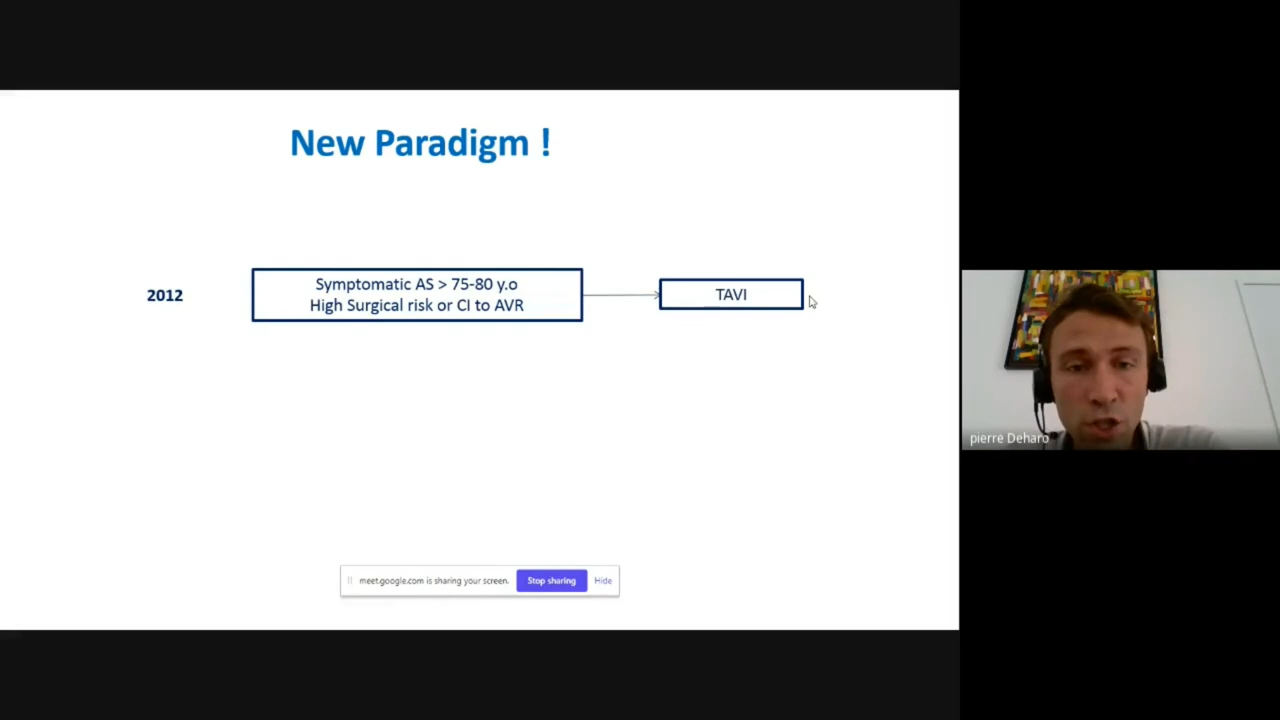 New Paradigm !
2012
Symptomatic AS > 75-80 y.o
High Surgical risk or CI to AVR
TAVI
pierre Deharo
meet.google.com is sharing your screen.
Stop sharing
Hide